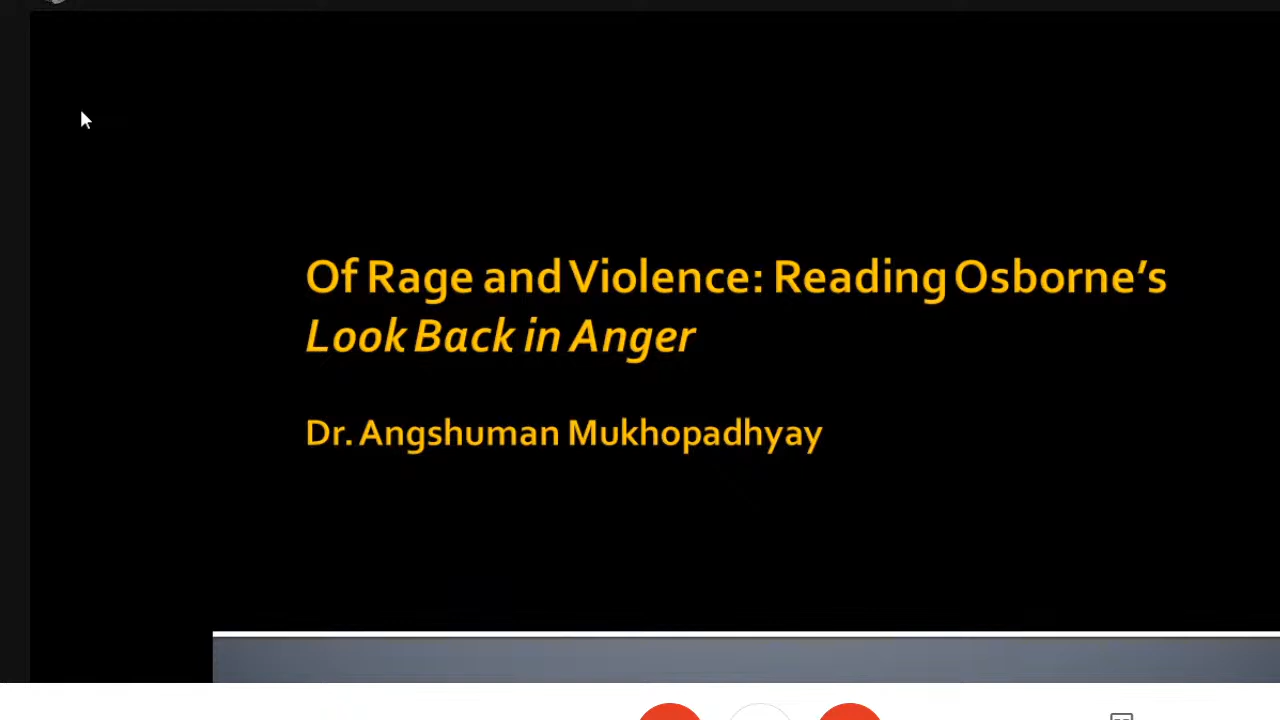 Of Rage and Violence: Reading Osborne’s
Look Back in Anger
Dr. Angshuman Mukhopadhyay